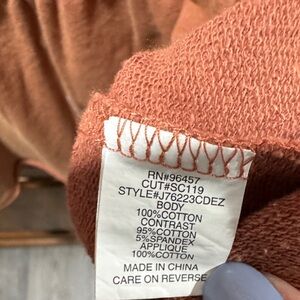 RN#96457
CUT#SC119
STYLE#J76223CDEZ
BODY
100%COTTON
CONTRAST
95%COTTON
5%SPANDEX
APPLIQUE
100%COTTON
MADE IN CHINA
CARE ON REVERSE